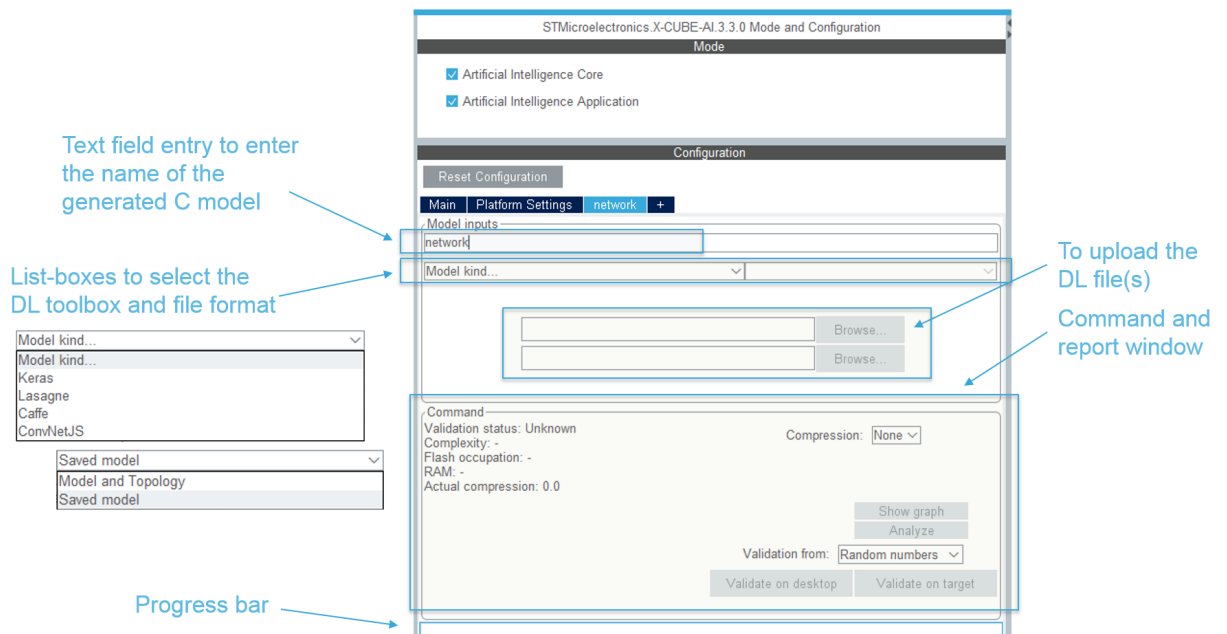 STMicroelectronics.X-CUBE-AI.3.3.0 Mode and Configuration
Mode
Artificial Intelligence Core
Artificial Intelligence Application
Configuration
Reset Configuration
Main Platform Settings network +
Model inputs
network
Model kind...
Browse...
Browse...
Command
Validation status: Unknown
Complexity: -
Flash occupation: -
RAM: -
Actual compression: 0.0
Compression: None
Show graph
Analyze
Validation from: Random numbers
Validate on desktop Validate on target
Text field entry to enter
the name of the
generated C model
List-boxes to select the
DL toolbox and file format
Model kind...
Model kind...
Keras
Lasagne
Caffe
ConvNetJS
Saved model
Model and Topology
Saved model
Progress bar
To upload the
DL file(s)
Command and
report window